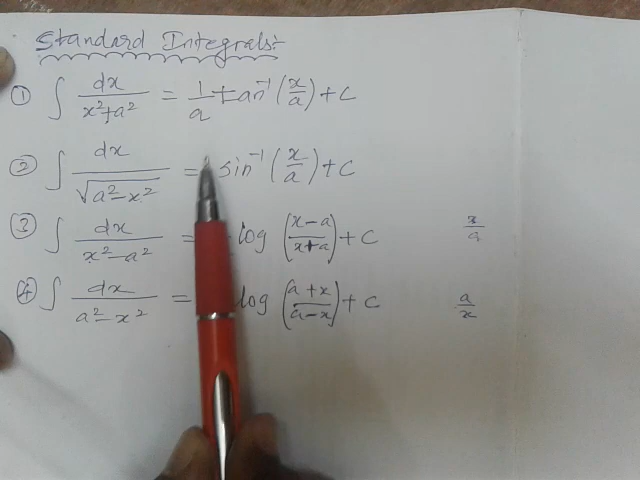 Standard Integrals:-
① ∫ dx / x²+a² = 1/a tan⁻¹ (x/a) + c
② ∫ dx / √a²-x² = sin⁻¹ (x/a) + c
③ ∫ dx / x²-a² = log (x-a / x+a) + c x/a
④ ∫ dx / a²-x² = log (a+x / a-x) + c a/x